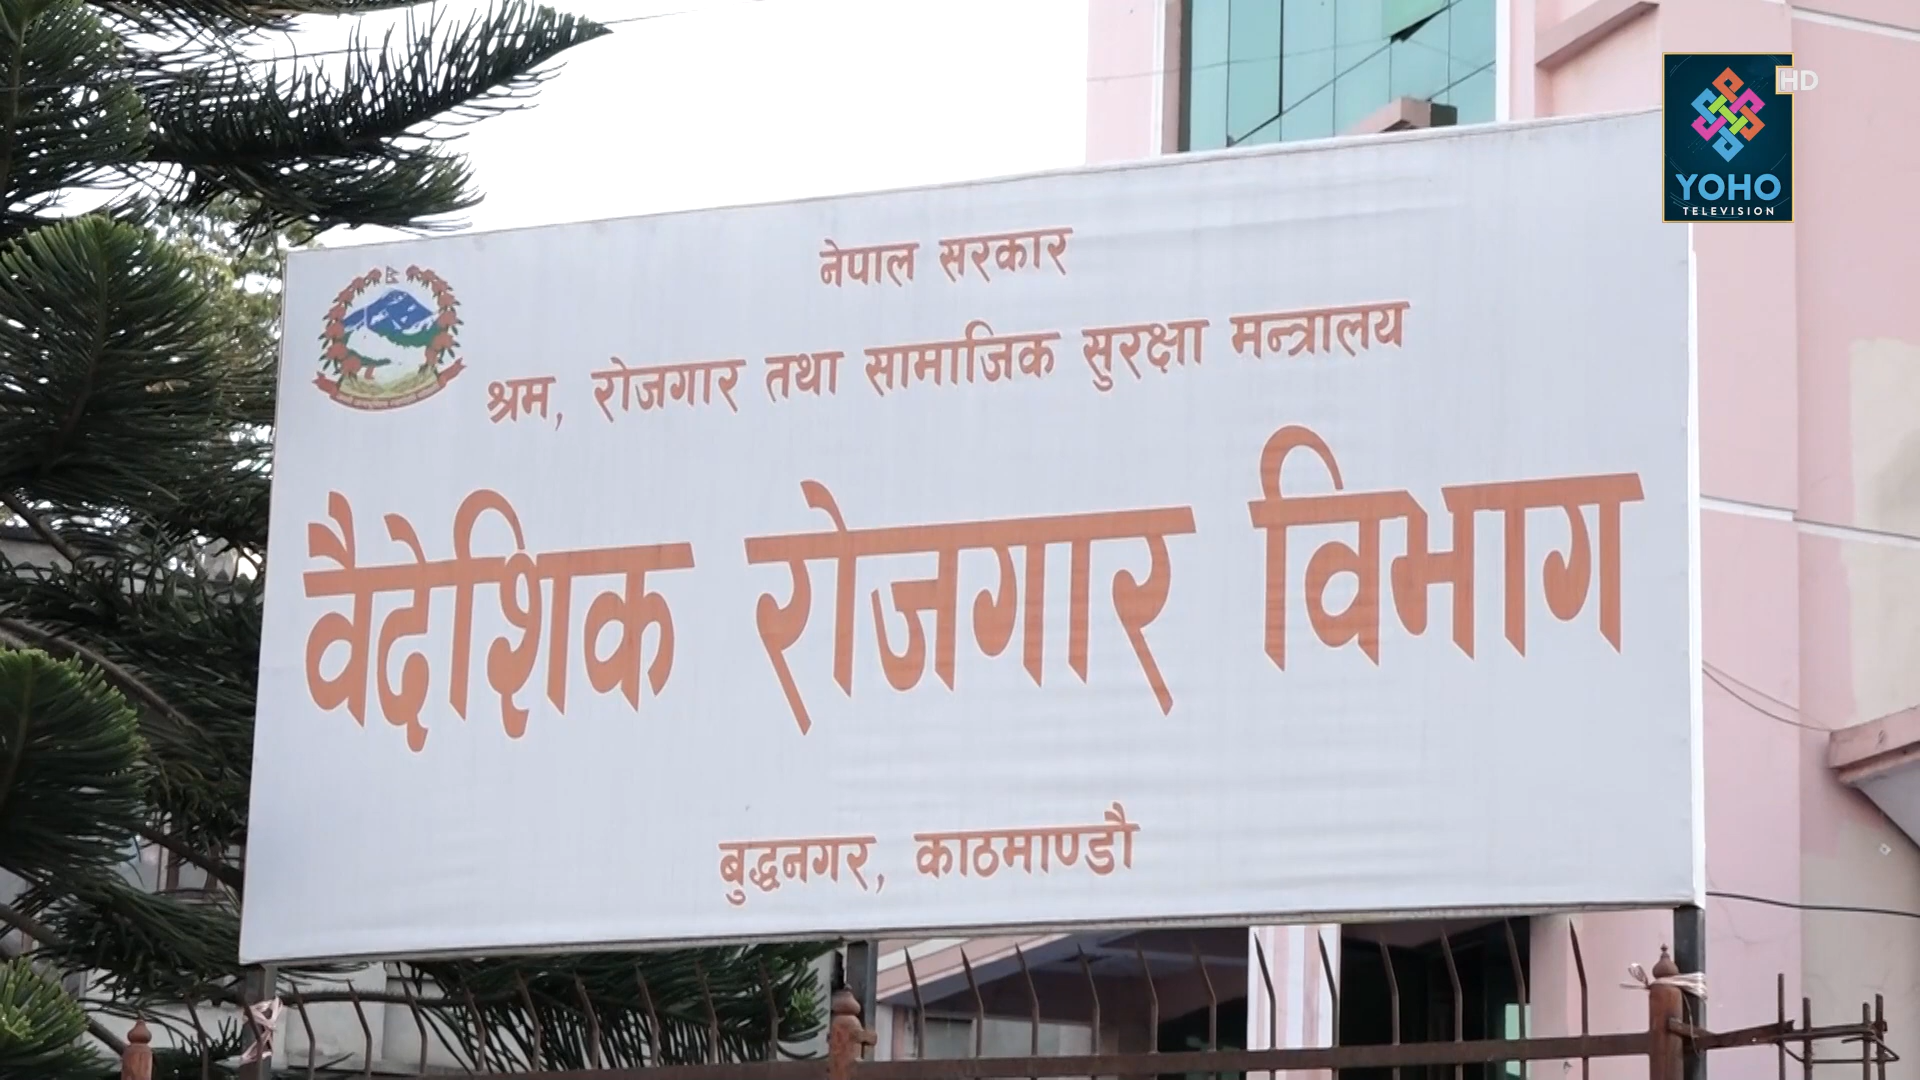 HD
YOHO
TELEVISION
नेपाल सरकार
श्रम, रोजगार तथा सामाजिक सुरक्षा मन्त्रालय
वैदेशिक रोजगार विभाग
बुद्धनगर, काठमाण्डौ